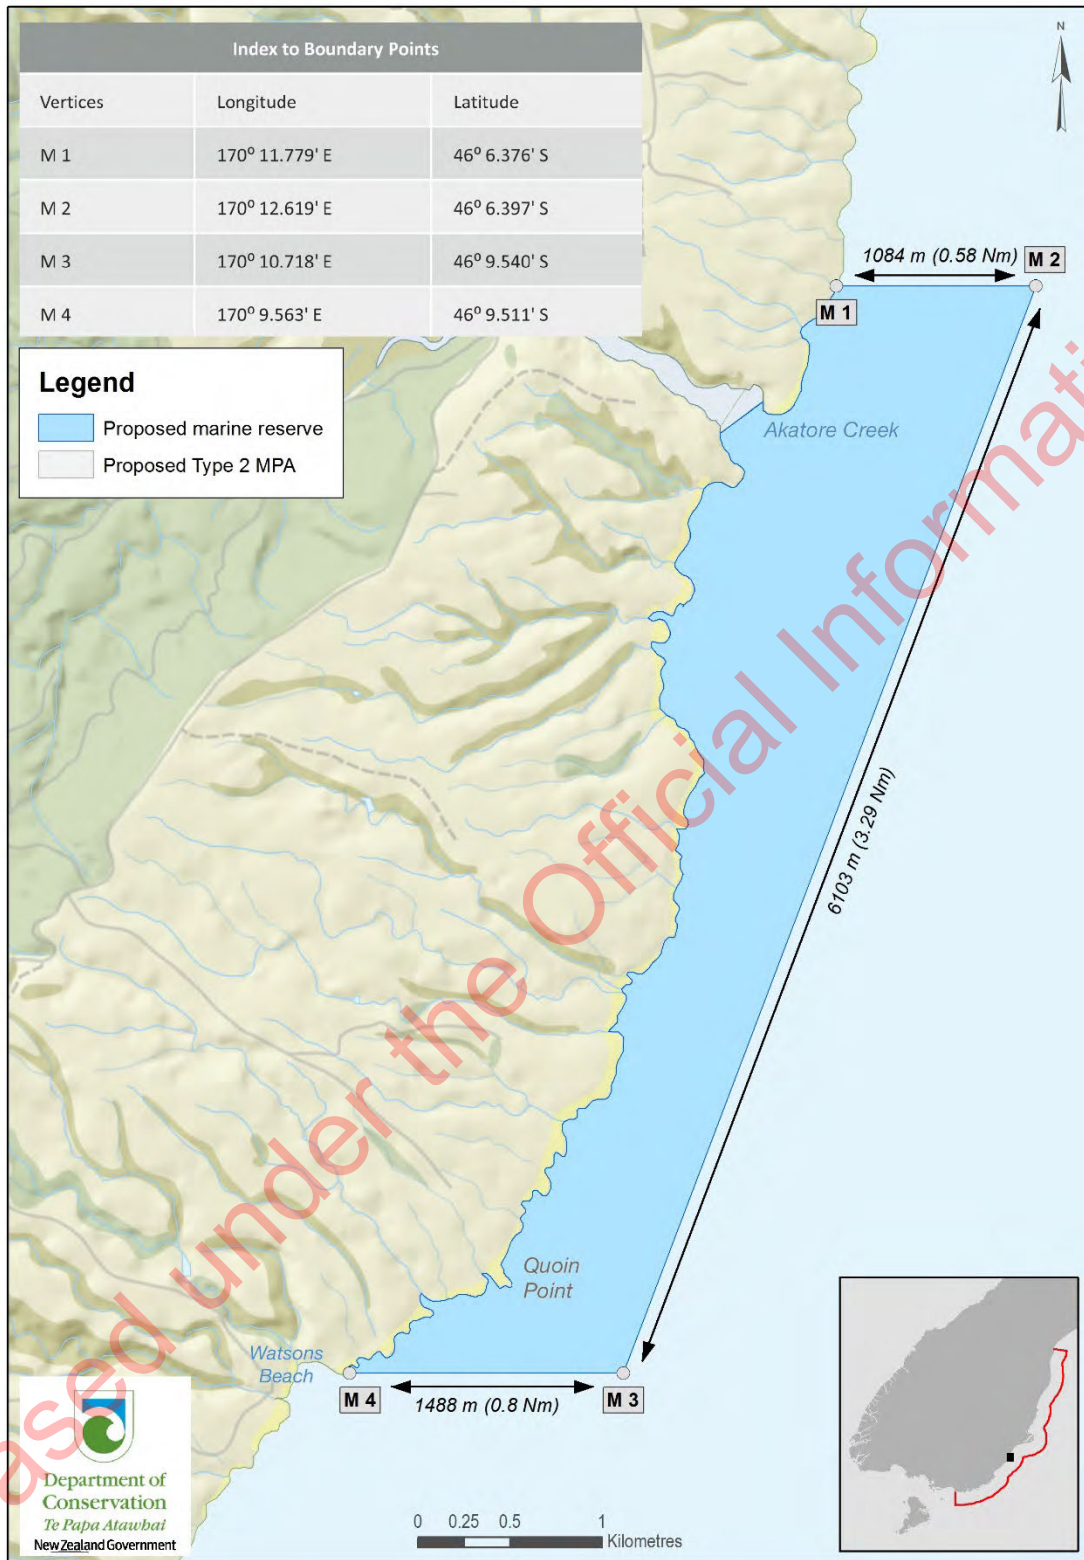 Index to Boundary Points
Vertices Longitude Latitude
M 1 170° 11.779' E 46° 6.376' S
M 2 170° 12.619' E 46° 6.397' S
M 3 170° 10.718' E 46° 9.540' S
M 4 170° 9.563' E 46° 9.511' S
N
1084 m (0.58 Nm)
M 2
M 1
Legend
Proposed marine reserve
Proposed Type 2 MPA
Akatore Creek
6103 m (3.29 Nm)
Quoin
Point
Watsons
Beach
M 4
1488 m (0.8 Nm)
M 3
Department of
Conservation
Te Papa Atawhai
New Zealand Government
0 0.25 0.5 1
Kilometres
ased under the Official Informati